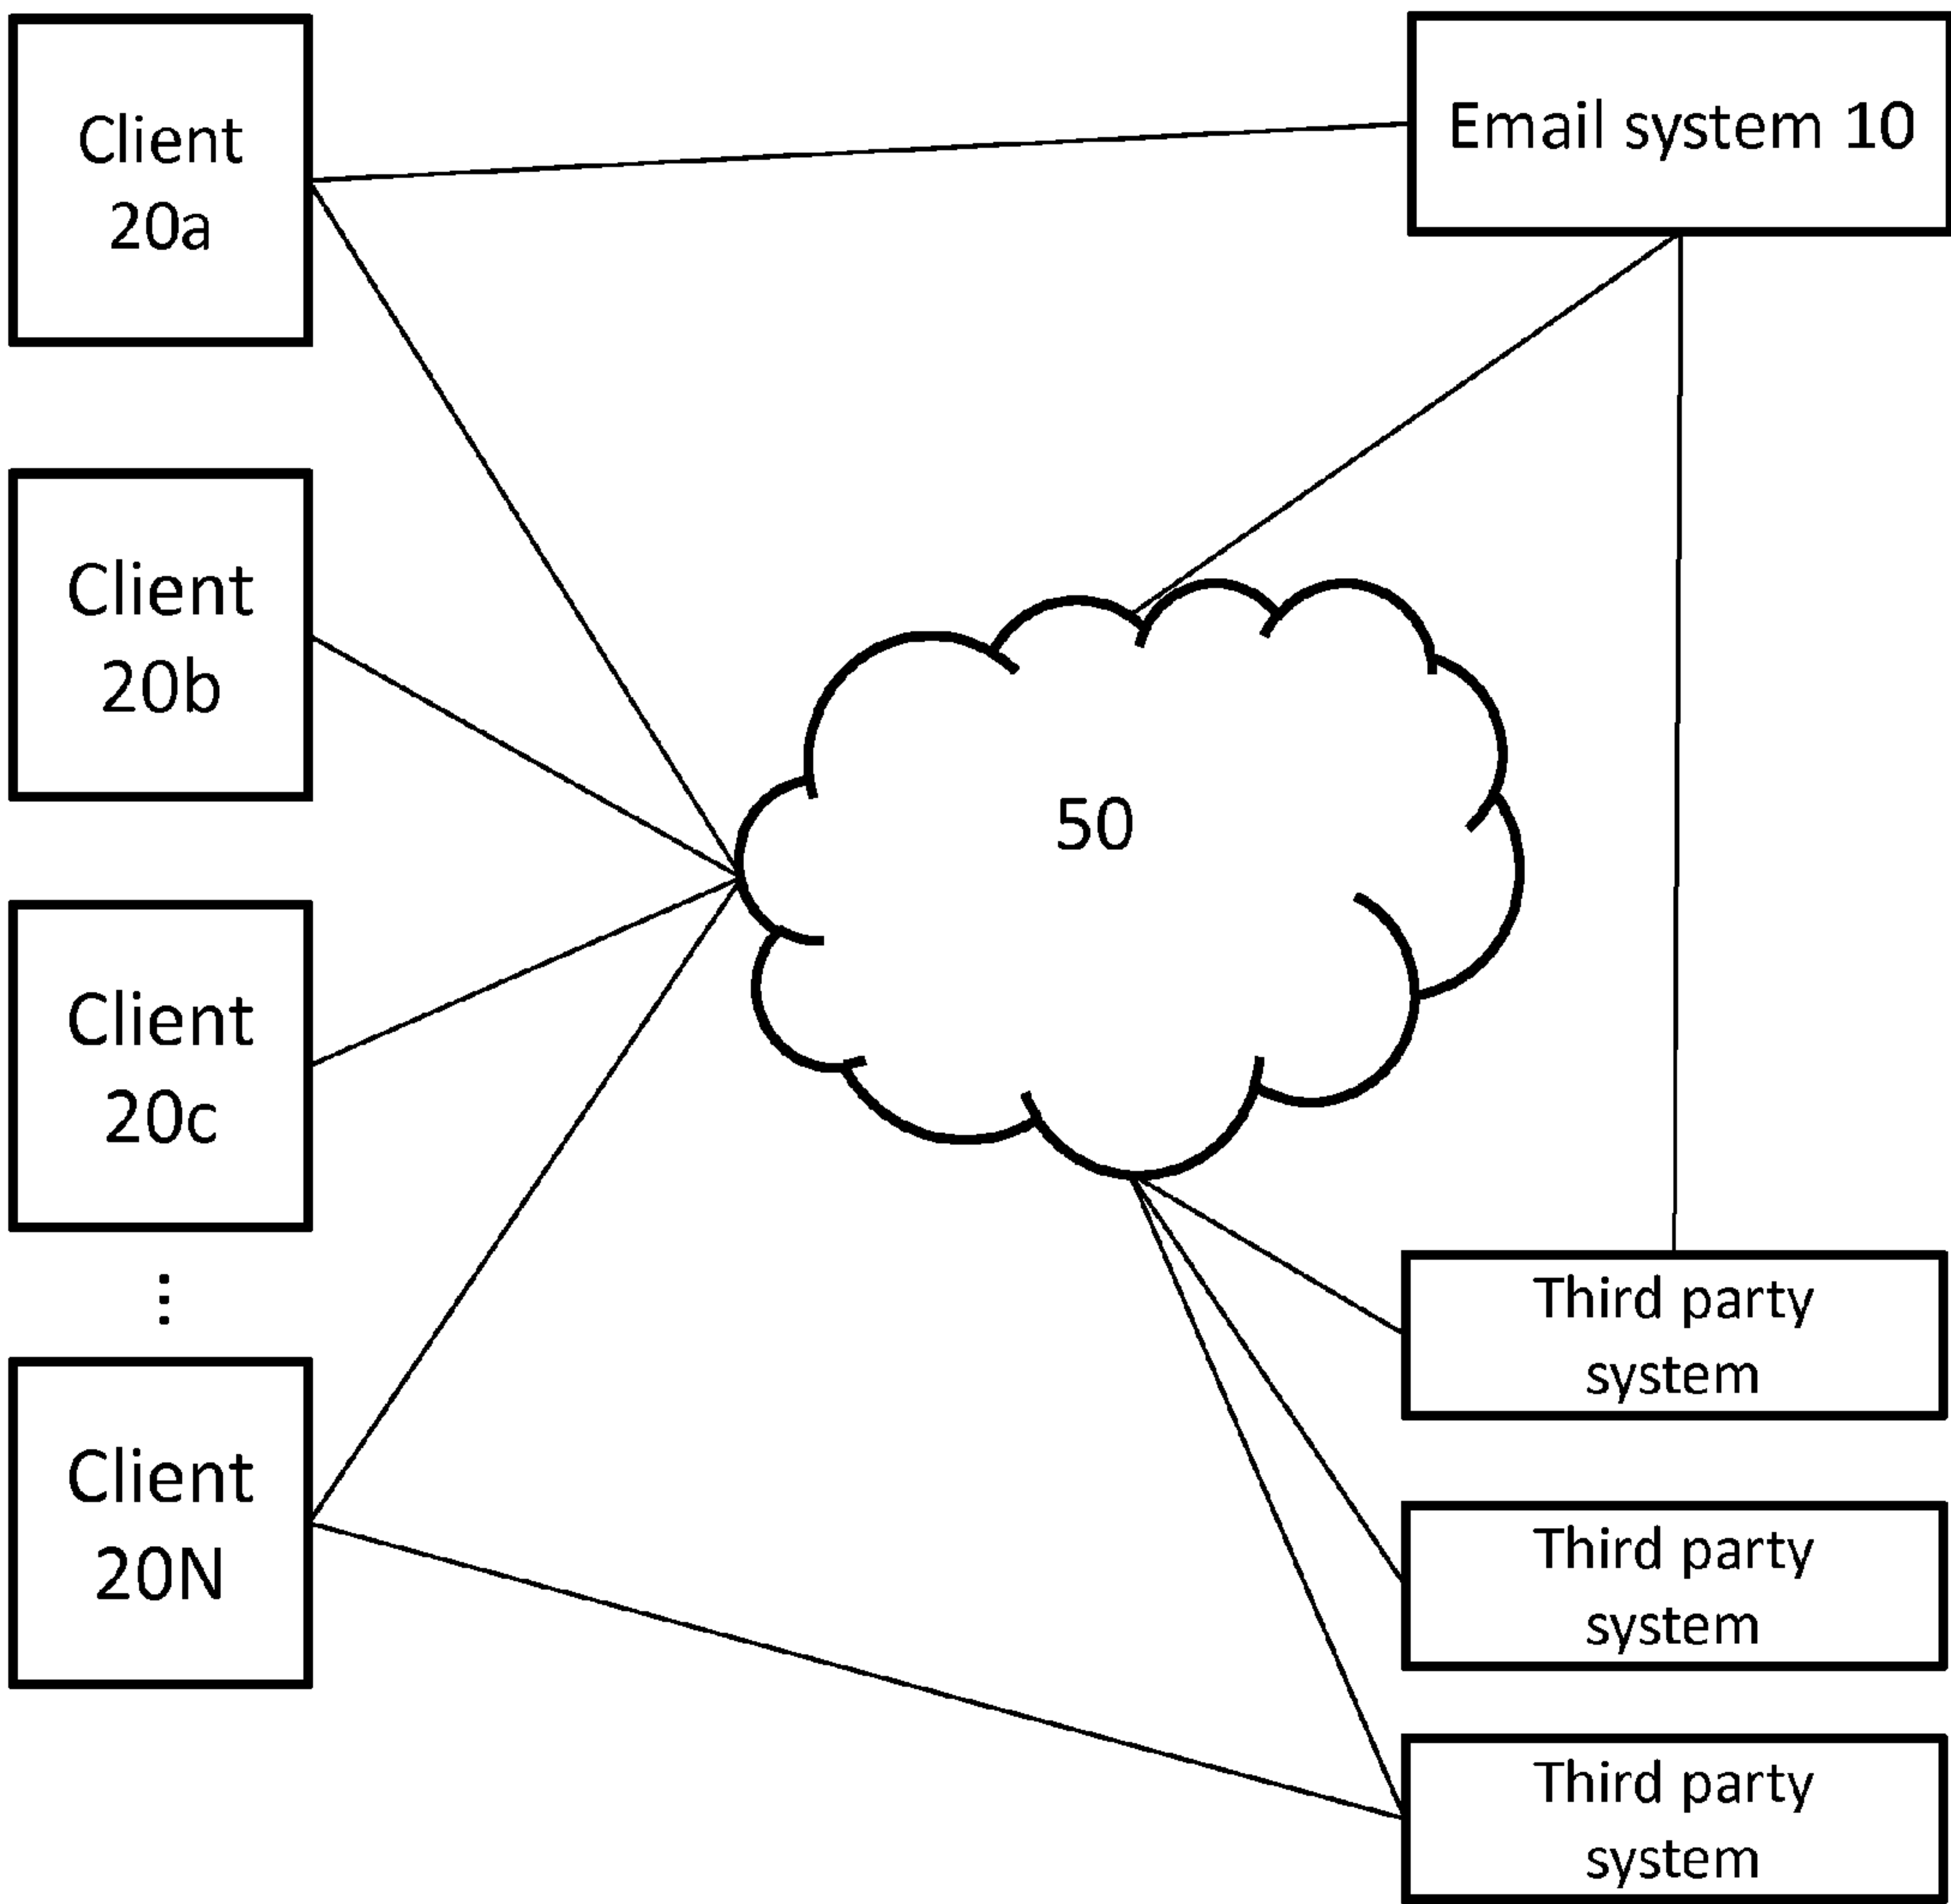 Client
20a
Email system 10
Client
20b
50
Client
20c
⋮
Client
20N
Third party
system
Third party
system
Third party
system